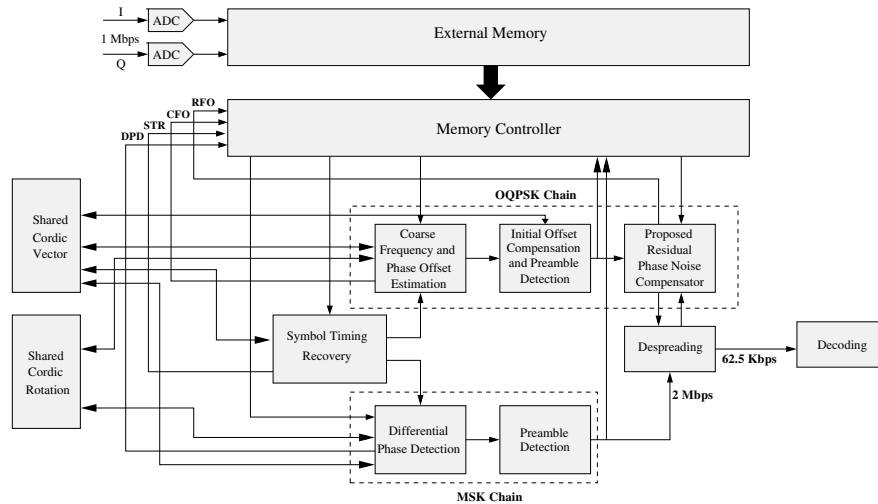 I
ADC
External Memory
1 Mbps
ADC
Q
RFO
CFO
STR
DPD
Memory Controller
OQPSK Chain
Shared
Cordic
Vector
Coarse
Frequency and
Phase Offset
Estimation
Initial Offset
Compensation
and Preamble
Detection
Proposed
Residual
Phase Noise
Compensator
Shared
Cordic
Rotation
Symbol Timing
Recovery
Despreading
62.5 Kbps
Decoding
2 Mbps
Differential
Phase Detection
Preamble
Detection
MSK Chain